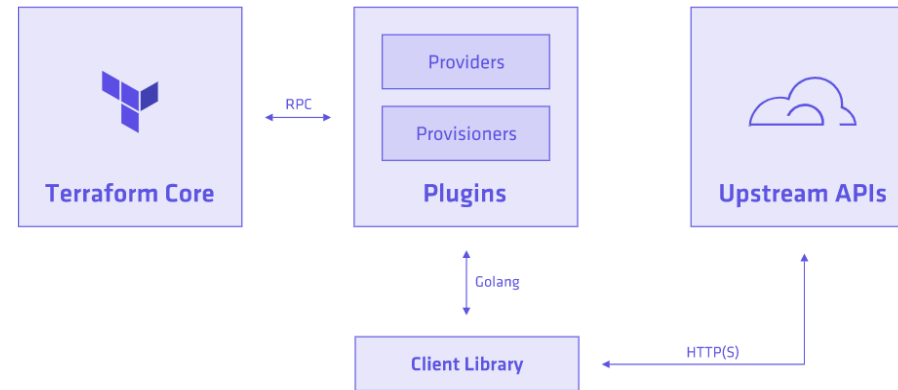 Providers
RPC
Provisioners
Terraform Core
Plugins
Upstream APIs
Golang
HTTP(S)
Client Library